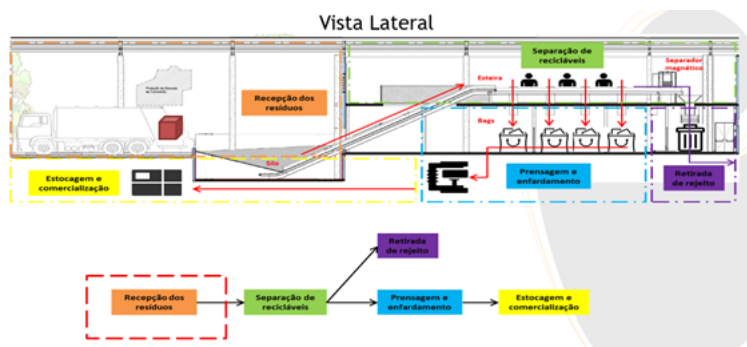 Vista Lateral
Separação de
recicláveis
Separador
magnético
Esteira
Recepção dos
resíduos
Bags
Silo
Estocagem e
comercialização
Prensagem e
enfardamento
Retirada
de rejeito
Retirada
de rejeito
Recepção dos
resíduos
Separação de
recicláveis
Prensagem e
enfardamento
Estocagem e
comercialização